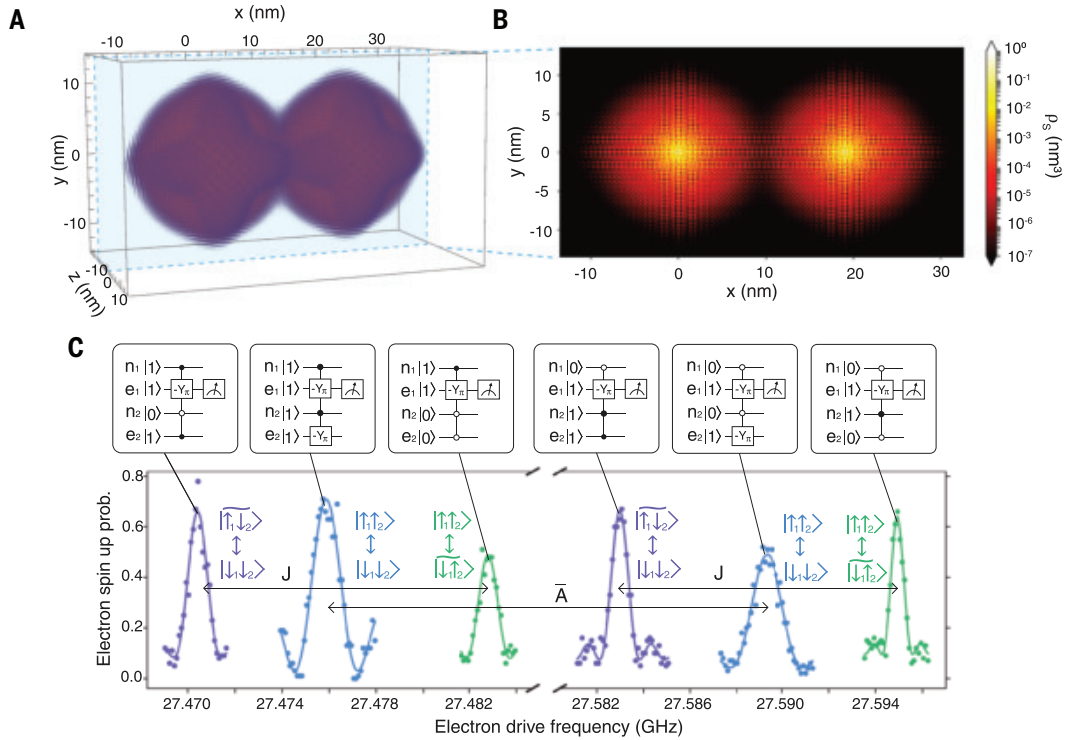 A
x (nm)
-10 0 10 20 30
y (nm)
10
0
-10
z (nm)
-10
0
10
B
y (nm)
10
5
0
-5
-10
-10 0 10 20 30
x (nm)
10⁰
10⁻¹
10⁻²
10⁻³
10⁻⁴
10⁻⁵
10⁻⁶
10⁻⁷
ρS (nm³)
C
n₁|1⟩
e₁|1⟩ -Yπ
n₂|0⟩
e₂|1⟩
n₁|1⟩
e₁|1⟩ -Yπ
n₂|1⟩
e₂|1⟩ -Yπ
n₁|1⟩
e₁|1⟩ -Yπ
n₂|0⟩
e₂|0⟩
n₁|0⟩
e₁|1⟩ -Yπ
n₂|1⟩
e₂|1⟩
n₁|0⟩
e₁|1⟩ -Yπ
n₂|0⟩
e₂|1⟩ -Yπ
n₁|0⟩
e₁|1⟩ -Yπ
n₂|1⟩
e₂|0⟩
Electron spin up prob.
0.8
0.6
0.4
0.2
0.0
|↑̃₁↓₂⟩
↕
|↓₁↓₂⟩
|↑₁↑₂⟩
↕
|↓₁↓₂⟩
|↑₁↑₂⟩
↕
|↓̃₁↑₂⟩
|↑̃₁↓₂⟩
↕
|↓₁↓₂⟩
|↑₁↑₂⟩
↕
|↓₁↓₂⟩
|↑₁↑₂⟩
↕
|↓̃₁↑₂⟩
J
A̅
J
27.470 27.474 27.478 27.482 27.582 27.586 27.590 27.594
Electron drive frequency (GHz)